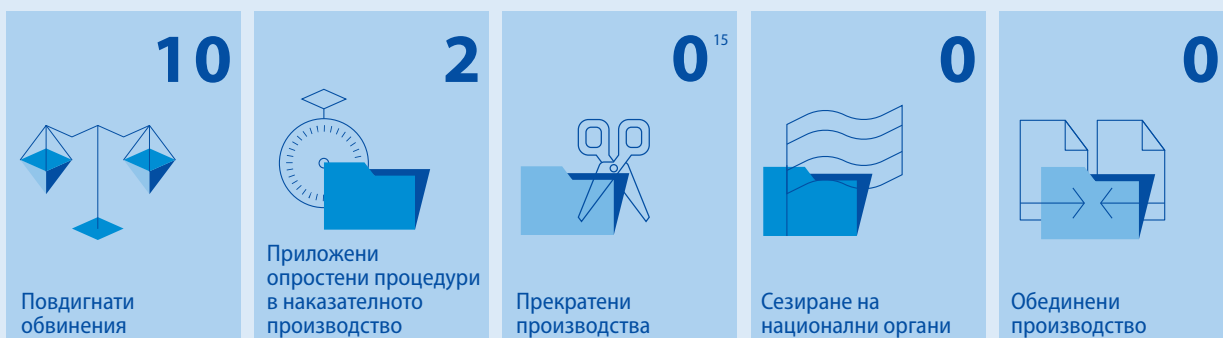 10
Повдигнати
обвинения
2
Приложени
опростени процедури
в наказателното
производство
0 15
Прекратени
производства
0
Сезиране на
национални органи
0
Обединени
производство